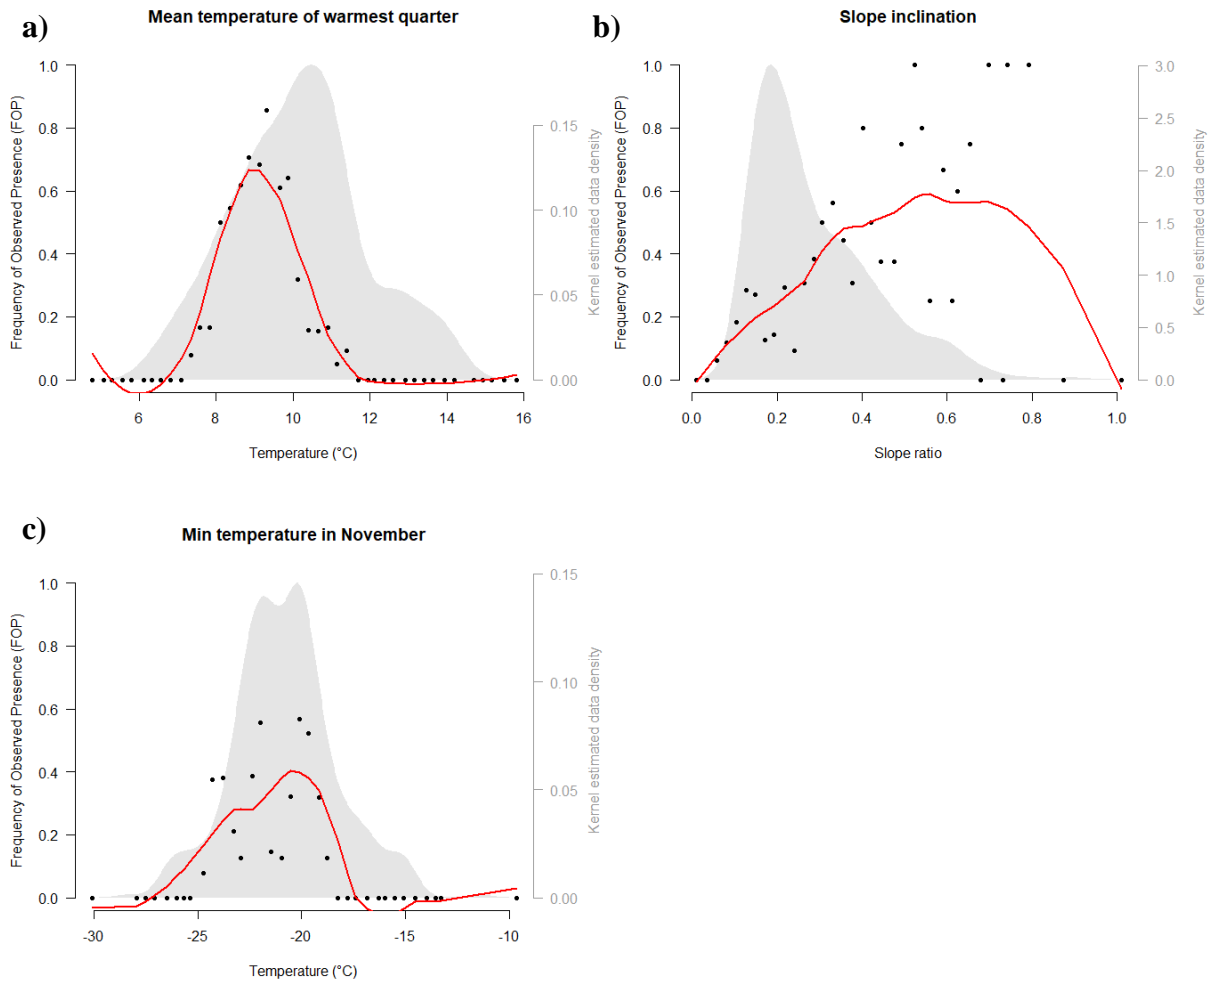 a)
Mean temperature of warmest quarter
1.0
0.8
0.6
0.4
0.2
0.0
Frequency of Observed Presence (FOP)
0.15
0.10
0.05
0.00
Kernel estimated data density
6 8 10 12 14 16
Temperature (°C)
b)
Slope inclination
1.0
0.8
0.6
0.4
0.2
0.0
Frequency of Observed Presence (FOP)
3.0
2.5
2.0
1.5
1.0
0.5
0.0
Kernel estimated data density
0.0 0.2 0.4 0.6 0.8 1.0
Slope ratio
c)
Min temperature in November
1.0
0.8
0.6
0.4
0.2
0.0
Frequency of Observed Presence (FOP)
0.15
0.10
0.05
0.00
Kernel estimated data density
-30 -25 -20 -15 -10
Temperature (°C)